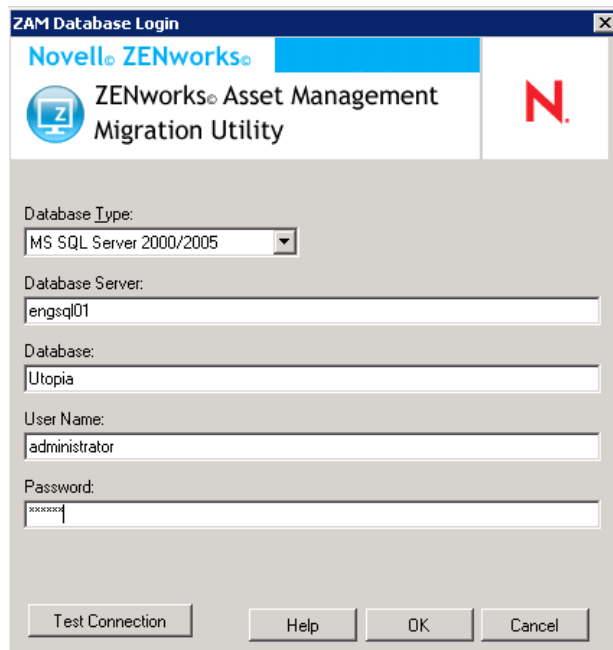 ZAM Database Login
Novell© ZENworks©
ZENworks© Asset Management
Migration Utility
Z
N.
Database Type:
MS SQL Server 2000/2005
Database Server:
engsql01
Database:
Utopia
User Name:
administrator
Password:
******
Test Connection
Help
OK
Cancel